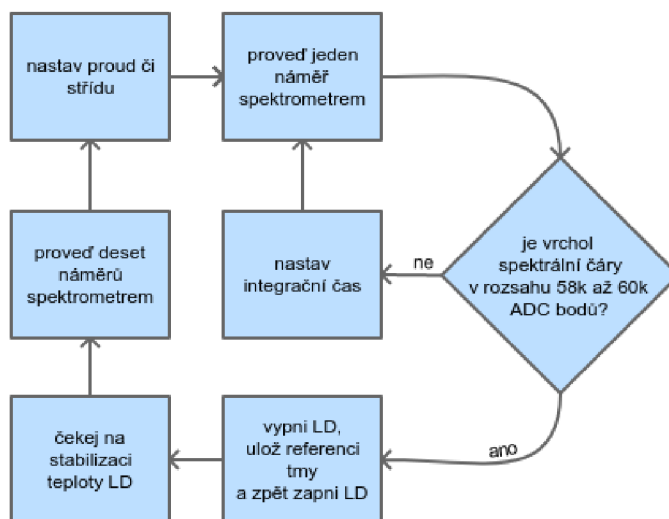 nastav proud či
střídu
proveď jeden
náměř
spektrometrem
je vrchol
spektrální čáry
v rozsahu 58k až 60k
ADC bodů?
ne
nastav
integrační čas
ano
vypni LD,
ulož referenci
tmy
a zpět zapni LD
čekej na
stabilizaci
teploty LD
proveď deset
náměrů
spektrometrem